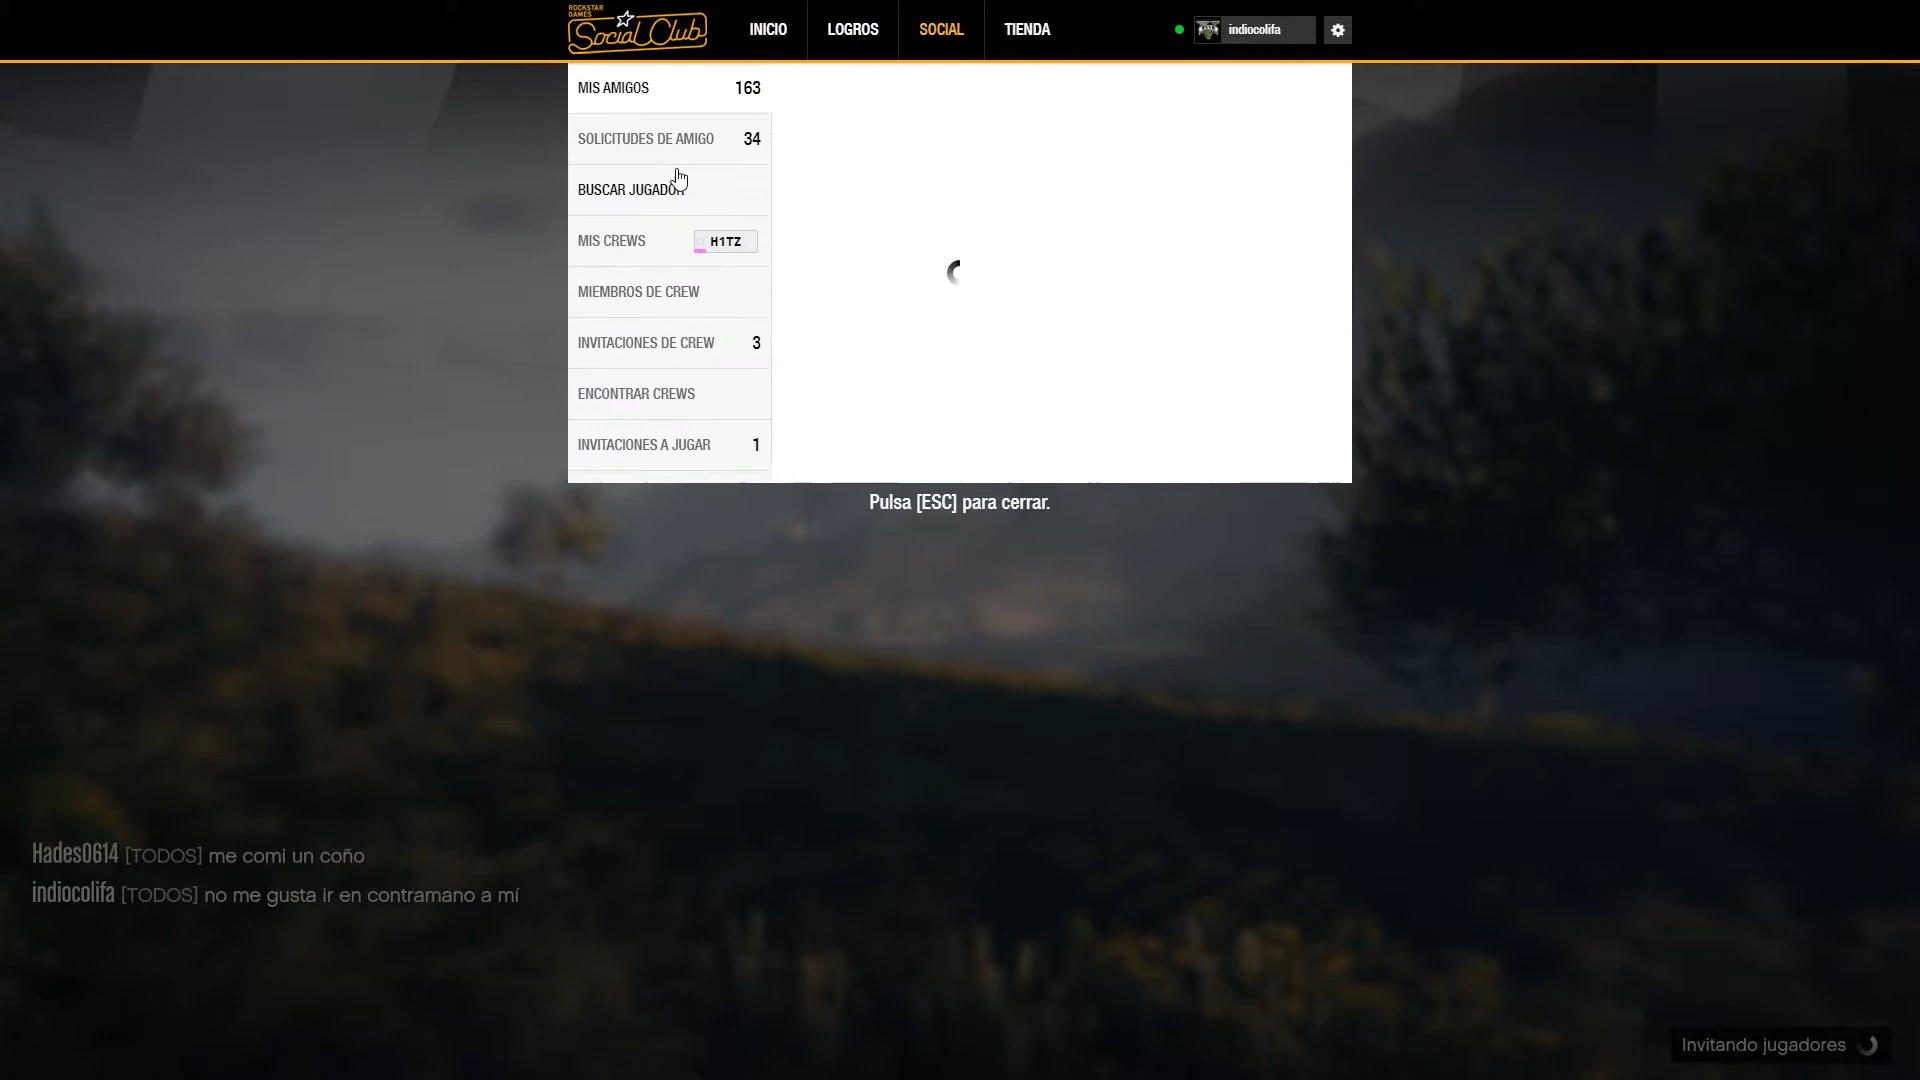 ROCKSTAR
GAMES
Social Club
INICIO
LOGROS
SOCIAL
TIENDA
indiocolifa
MIS AMIGOS 163
SOLICITUDES DE AMIGO 34
BUSCAR JUGADOR
MIS CREWS H1TZ
MIEMBROS DE CREW
INVITACIONES DE CREW 3
ENCONTRAR CREWS
INVITACIONES A JUGAR 1
Pulsa [ESC] para cerrar.
Hades0614 [TODOS] me comi un coño
indiocolifa [TODOS] no me gusta ir en contramano a mí
Invitando jugadores